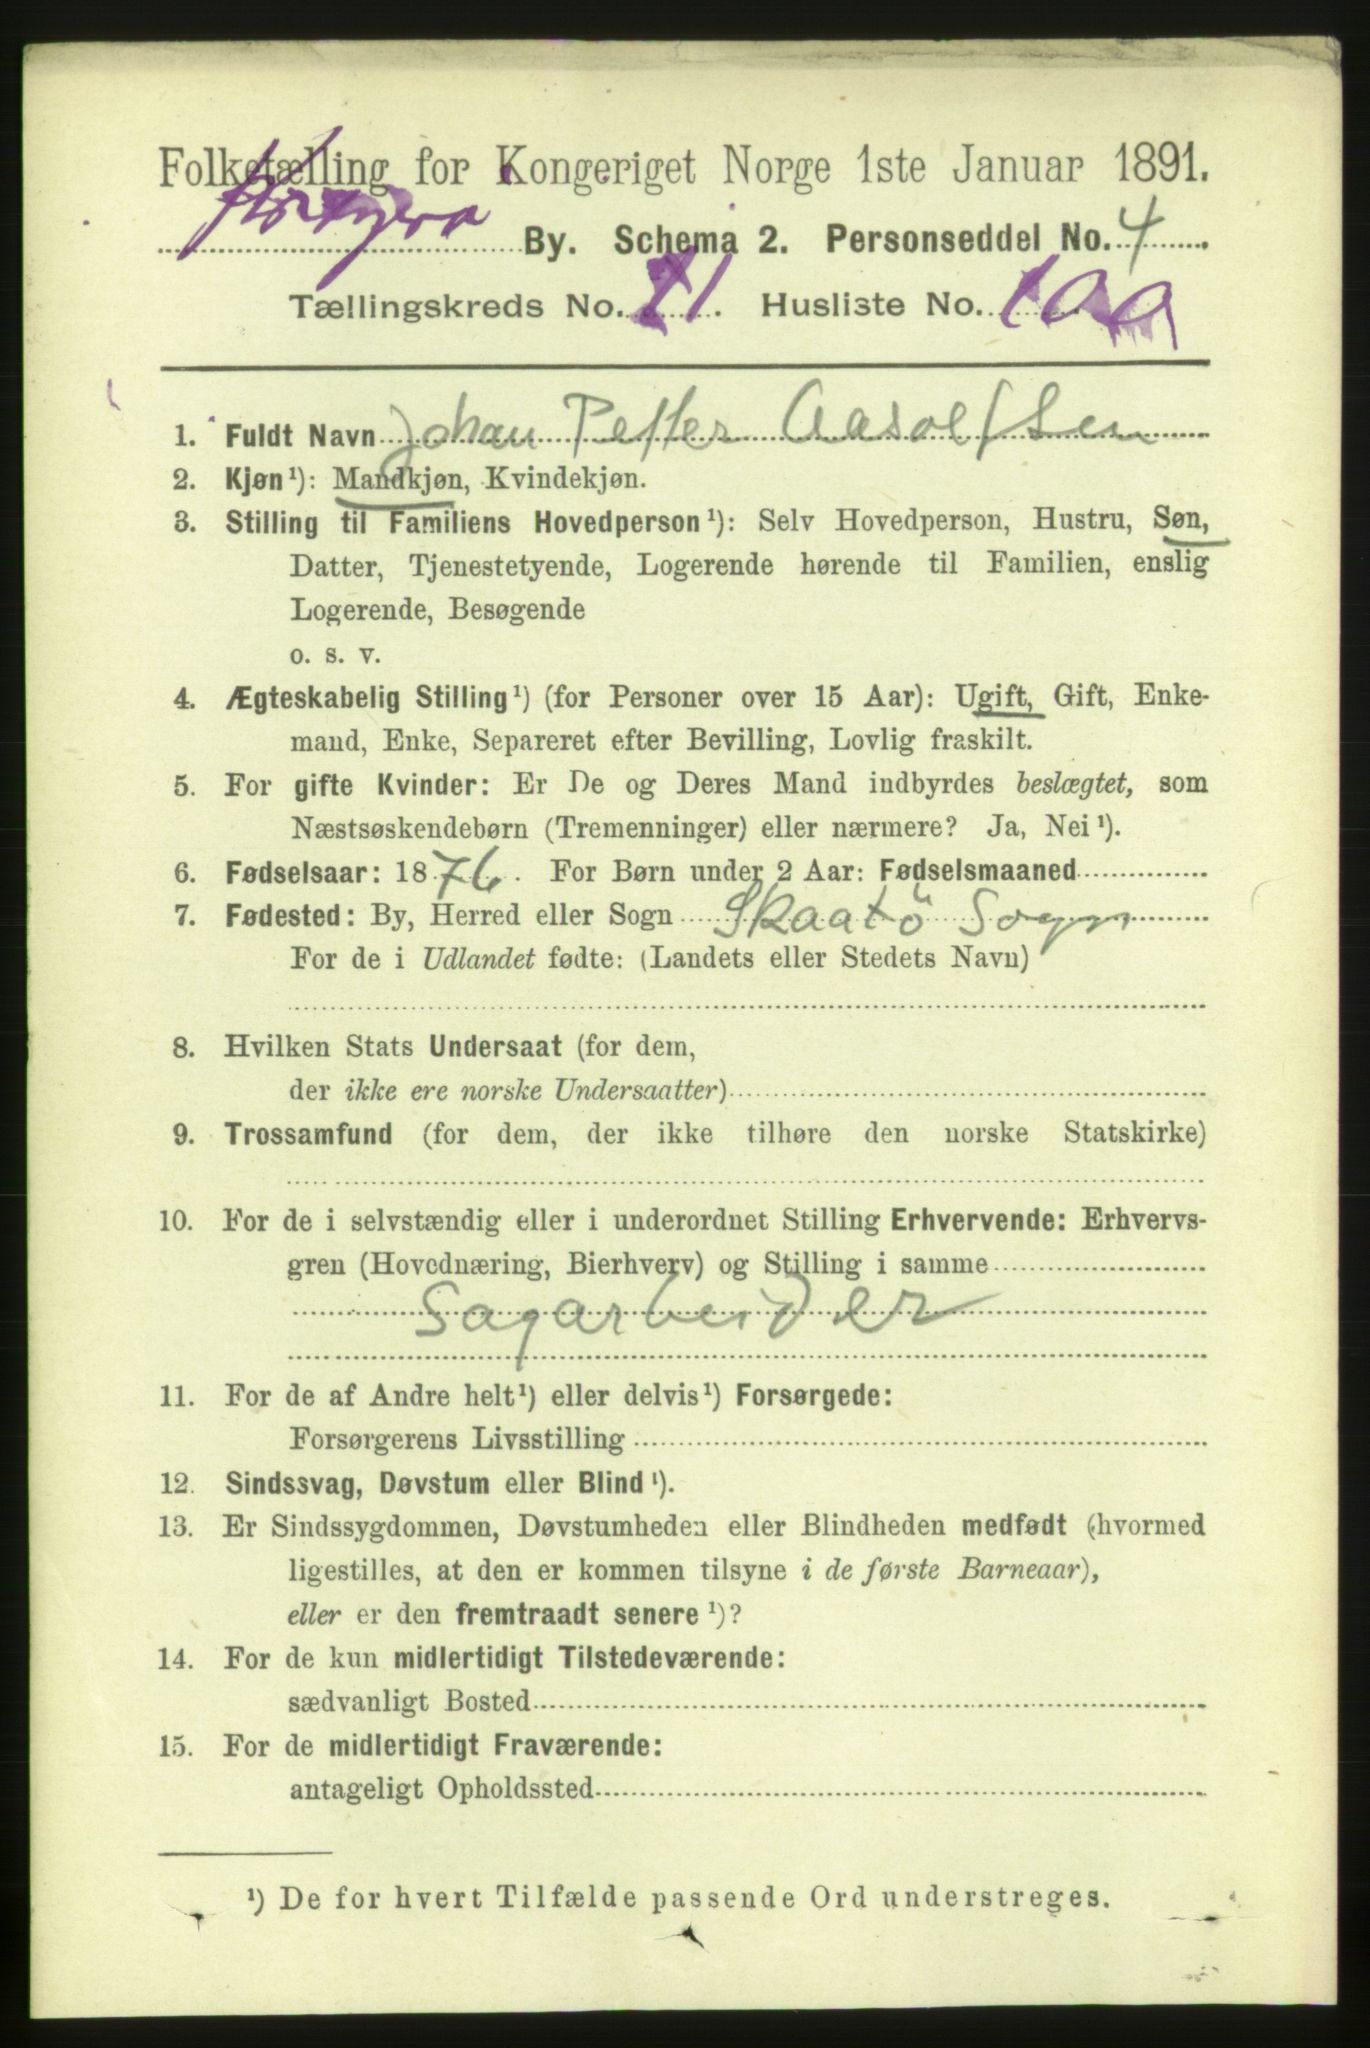 Folketælling for Kongeriget Norge 1ste Januar 1891.
By. Schema 2. Personseddel No. 4
Tællingskreds No. Husliste No.
1. Fuldt Navn Johan Petter Aasolfsen
2. Kjøn¹): Mandkjøn, Kvindekjøn.
3. Stilling til Familiens Hovedperson¹): Selv Hovedperson, Hustru, Søn,
Datter, Tjenestetyende, Logerende hørende til Familien, enslig
Logerende, Besøgende
o. s. v.
4. Ægteskabelig Stilling¹) (for Personer over 15 Aar): Ugift, Gift, Enke-
mand, Enke, Separeret efter Bevilling, Lovlig fraskilt.
5. For gifte Kvinder: Er De og Deres Mand indbyrdes beslægtet, som
Næstsøskendebørn (Tremenninger) eller nærmere? Ja, Nei¹).
6. Fødselsaar: 1876. For Børn under 2 Aar: Fødselsmaaned
7. Fødested: By, Herred eller Sogn Skaatö Sogn
For de i Udlandet fødte: (Landets eller Stedets Navn)
8. Hvilken Stats Undersaat (for dem,
der ikke ere norske Undersaatter)
9. Trossamfund (for dem, der ikke tilhøre den norske Statskirke)
10. For de i selvstændig eller i underordnet Stilling Erhvervende: Erhvervs-
gren (Hovednæring, Bierhverv) og Stilling i samme
Sagarbeider
11. For de af Andre helt¹) eller delvis¹) Forsørgede:
Forsørgerens Livsstilling
12. Sindssvag, Døvstum eller Blind¹).
13. Er Sindssygdommen, Døvstumheden eller Blindheden medfødt (hvormed
ligestilles, at den er kommen tilsyne i de første Barneaar),
eller er den fremtraadt senere¹)?
14. For de kun midlertidigt Tilstedeværende:
sædvanligt Bosted
15. For de midlertidigt Fraværende:
antageligt Opholdssted
¹) De for hvert Tilfælde passende Ord understreges.